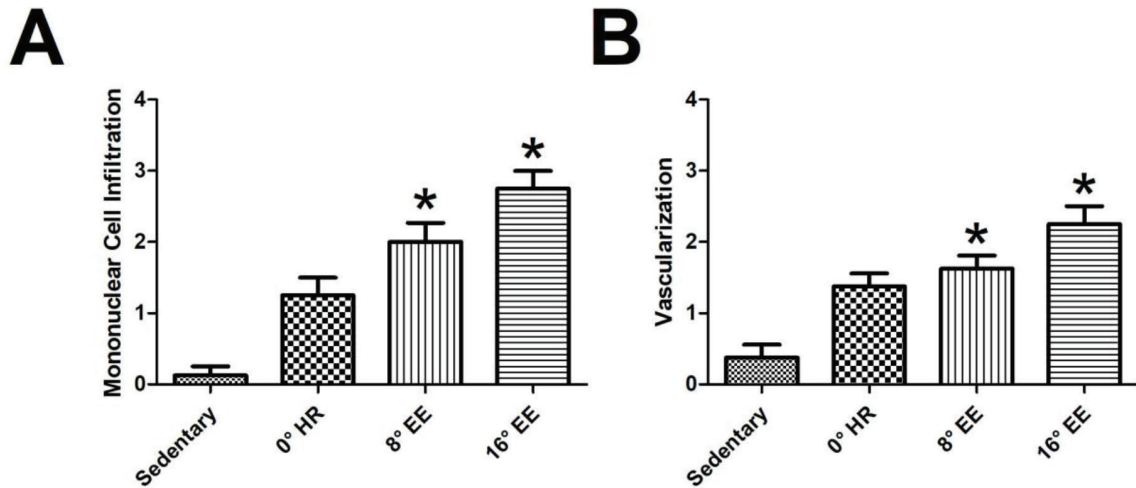 A
Mononuclear Cell Infiltration
4
3
2
1
0
*
*
Sedentary
0° HR
8° EE
16° EE
B
Vascularization
4
3
2
1
0
*
*
Sedentary
0° HR
8° EE
16° EE